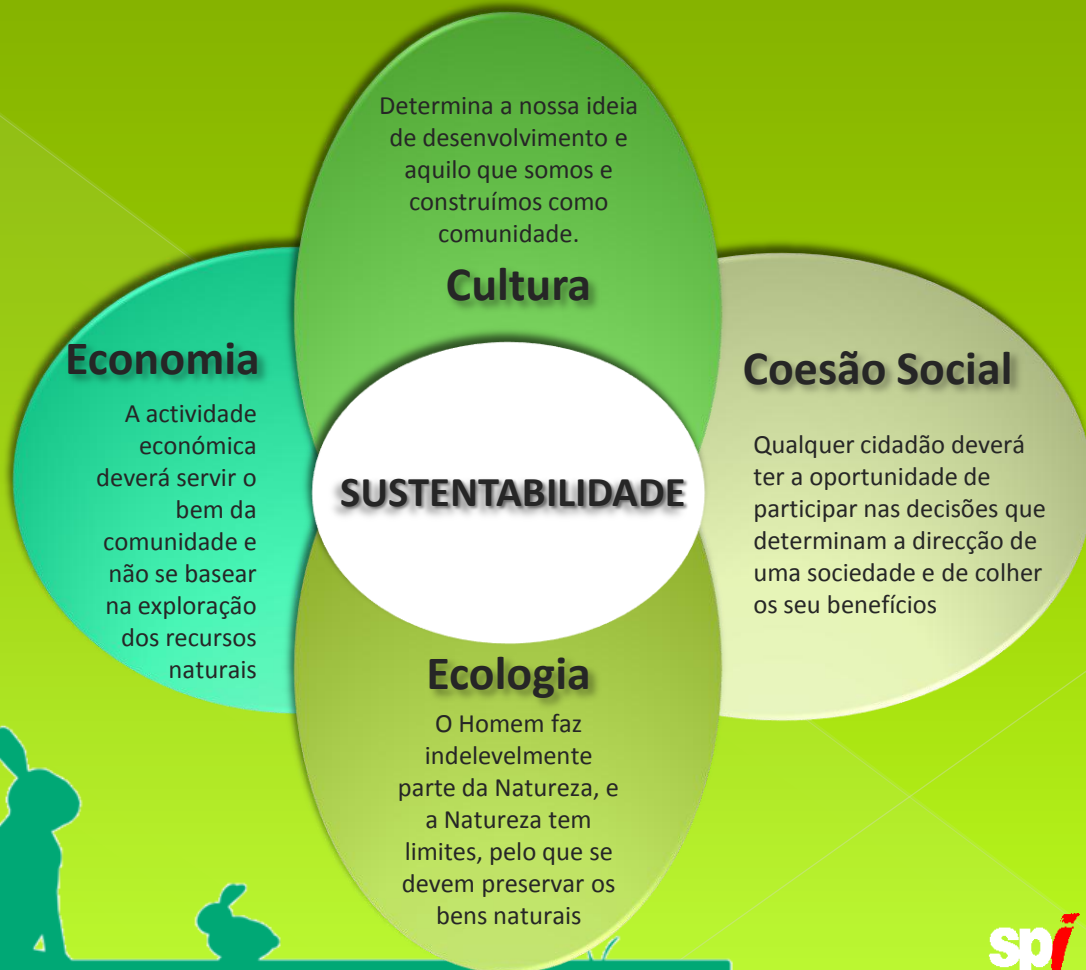 Determina a nossa ideia
de desenvolvimento e
aquilo que somos e
construímos como
comunidade.
Cultura
Economia
A actividade
económica
deverá servir o
bem da
comunidade e
não se basear
na exploração
dos recursos
naturais
SUSTENTABILIDADE
Coesão Social
Qualquer cidadão deverá
ter a oportunidade de
participar nas decisões que
determinam a direcção de
uma sociedade e de colher
os seu benefícios
Ecologia
O Homem faz
indelevelmente
parte da Natureza, e
a Natureza tem
limites, pelo que se
devem preservar os
bens naturais
spi